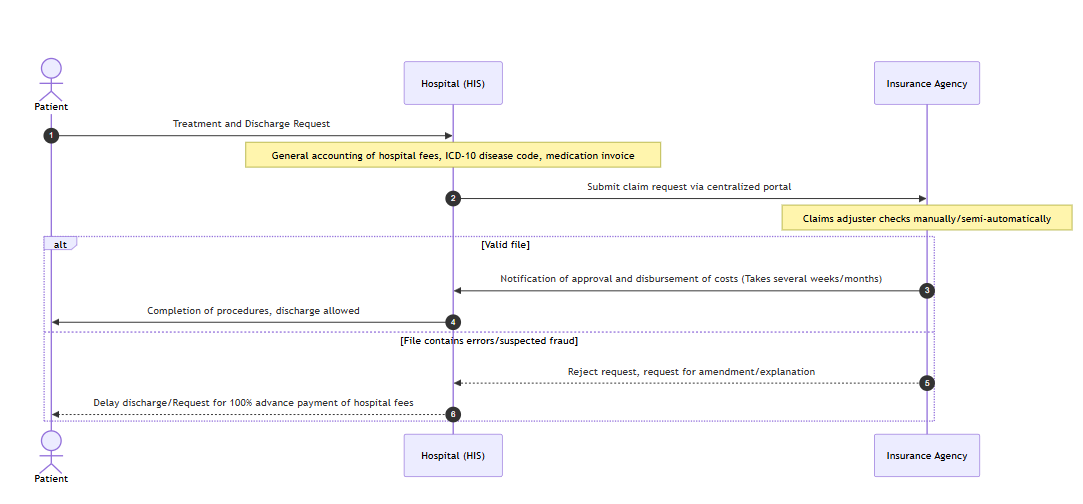 Patient
Hospital (HIS)
Insurance Agency
Treatment and Discharge Request
1
General accounting of hospital fees, ICD-10 disease code, medication invoice
Submit claim request via centralized portal
2
Claims adjuster checks manually/semi-automatically
alt
[Valid file]
Notification of approval and disbursement of costs (Takes several weeks/months)
3
Completion of procedures, discharge allowed
4
[File contains errors/suspected fraud]
Reject request, request for amendment/explanation
5
Delay discharge/Request for 100% advance payment of hospital fees
6
Patient
Hospital (HIS)
Insurance Agency